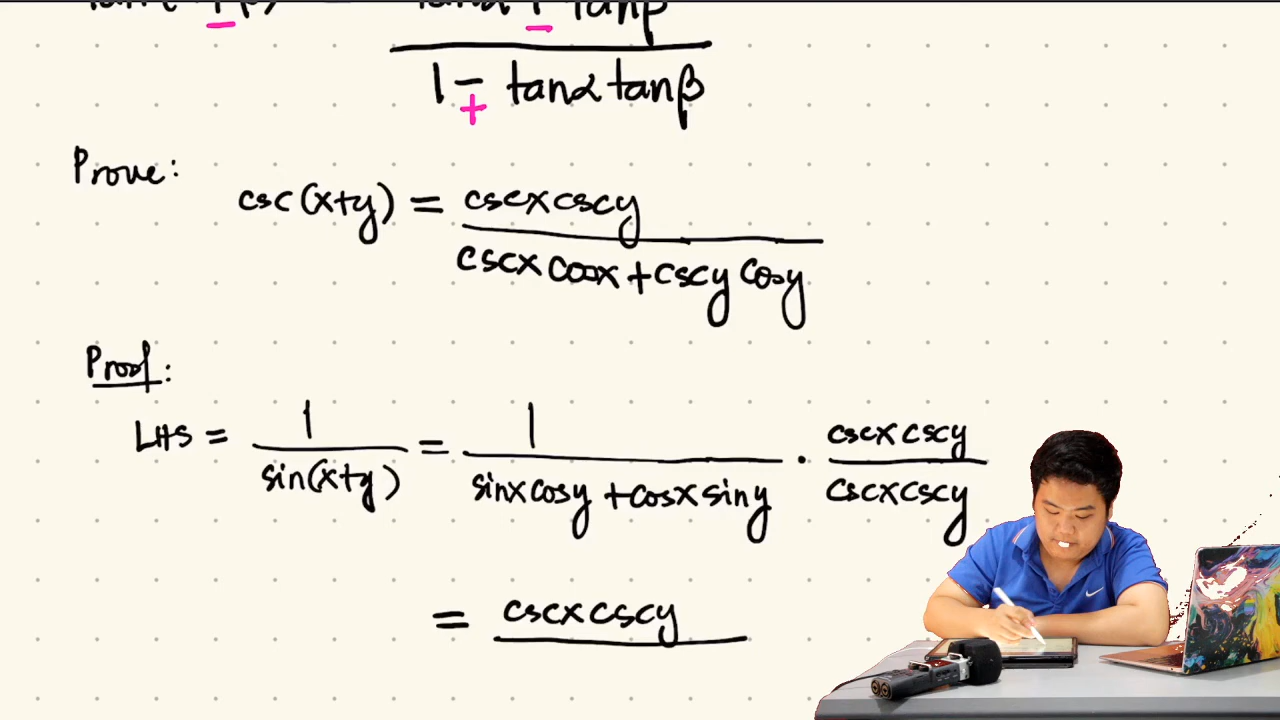 1 - tanα tanβ
+
Prove:
csc(x+y) = cscx cscy
cscx cosx + cscy cosy
Proof:
LHS = 1 / sin(x+y) = 1 / sinx cosy + cosx siny · cscx cscy / cscx cscy
= cscx cscy